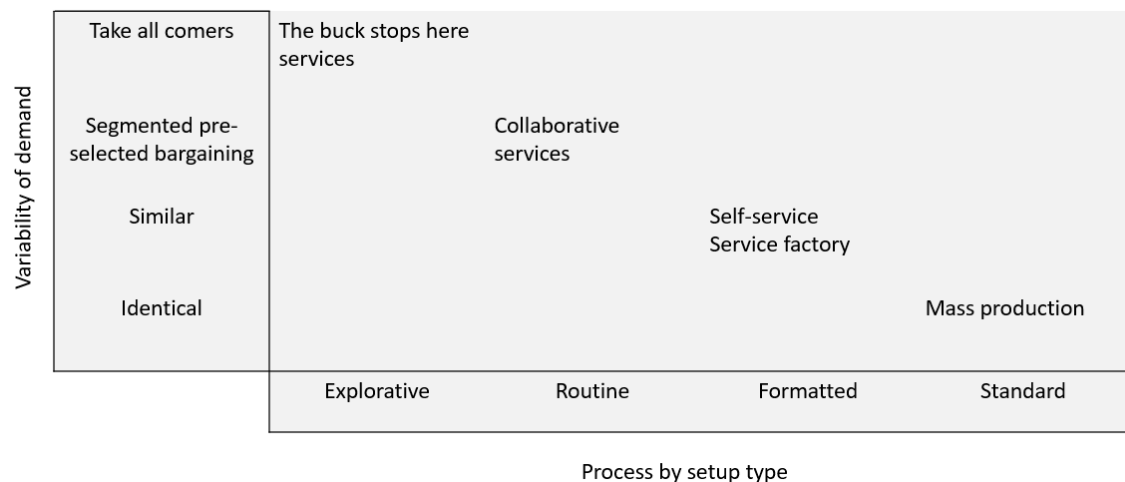 Take all comers
The buck stops here
services
Segmented pre-
selected bargaining
Collaborative
services
Variability of demand
Similar
Self-service
Service factory
Identical
Mass production
Explorative
Routine
Formatted
Standard
Process by setup type